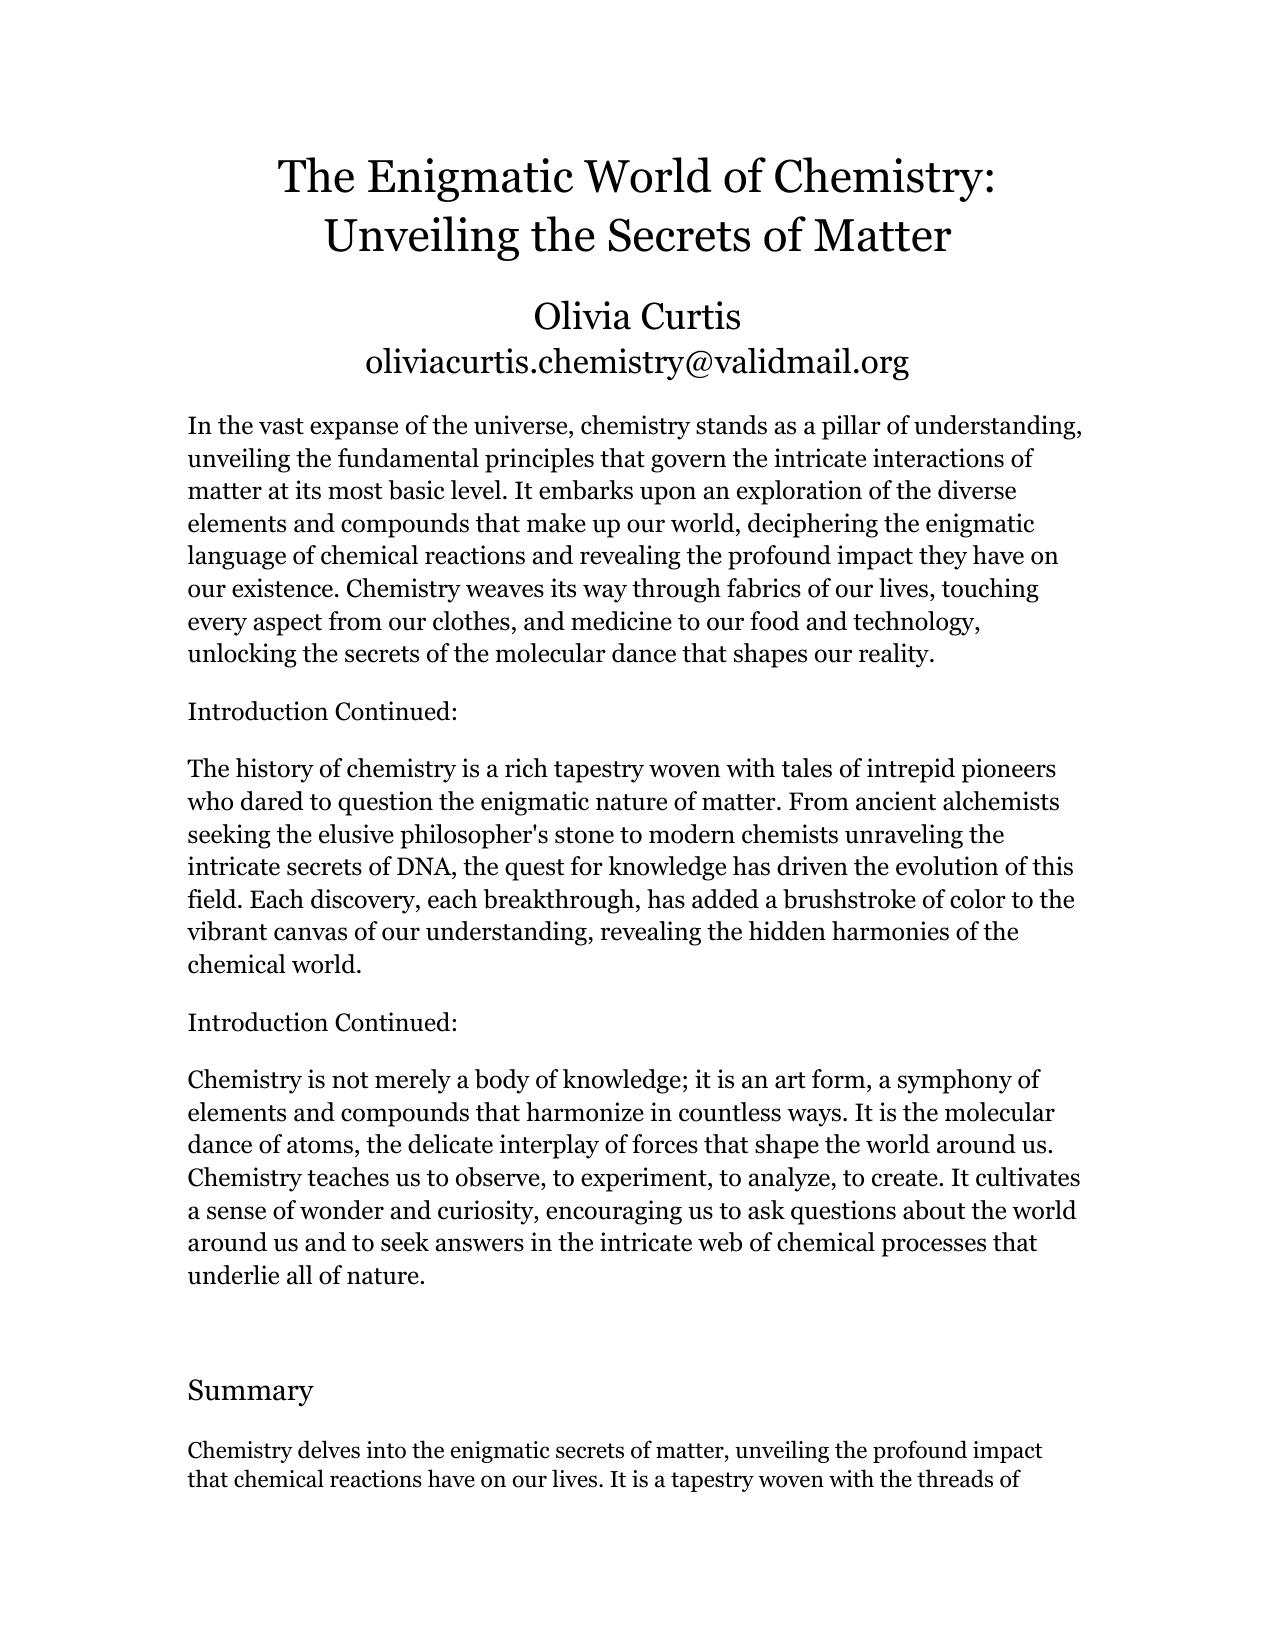 The Enigmatic World of Chemistry:
Unveiling the Secrets of Matter
Olivia Curtis
oliviacurtis.chemistry@validmail.org
In the vast expanse of the universe, chemistry stands as a pillar of understanding,
unveiling the fundamental principles that govern the intricate interactions of
matter at its most basic level. It embarks upon an exploration of the diverse
elements and compounds that make up our world, deciphering the enigmatic
language of chemical reactions and revealing the profound impact they have on
our existence. Chemistry weaves its way through fabrics of our lives, touching
every aspect from our clothes, and medicine to our food and technology,
unlocking the secrets of the molecular dance that shapes our reality.
Introduction Continued:
The history of chemistry is a rich tapestry woven with tales of intrepid pioneers
who dared to question the enigmatic nature of matter. From ancient alchemists
seeking the elusive philosopher's stone to modern chemists unraveling the
intricate secrets of DNA, the quest for knowledge has driven the evolution of this
field. Each discovery, each breakthrough, has added a brushstroke of color to the
vibrant canvas of our understanding, revealing the hidden harmonies of the
chemical world.
Introduction Continued:
Chemistry is not merely a body of knowledge; it is an art form, a symphony of
elements and compounds that harmonize in countless ways. It is the molecular
dance of atoms, the delicate interplay of forces that shape the world around us.
Chemistry teaches us to observe, to experiment, to analyze, to create. It cultivates
a sense of wonder and curiosity, encouraging us to ask questions about the world
around us and to seek answers in the intricate web of chemical processes that
underlie all of nature.
Summary
Chemistry delves into the enigmatic secrets of matter, unveiling the profound impact
that chemical reactions have on our lives. It is a tapestry woven with the threads of